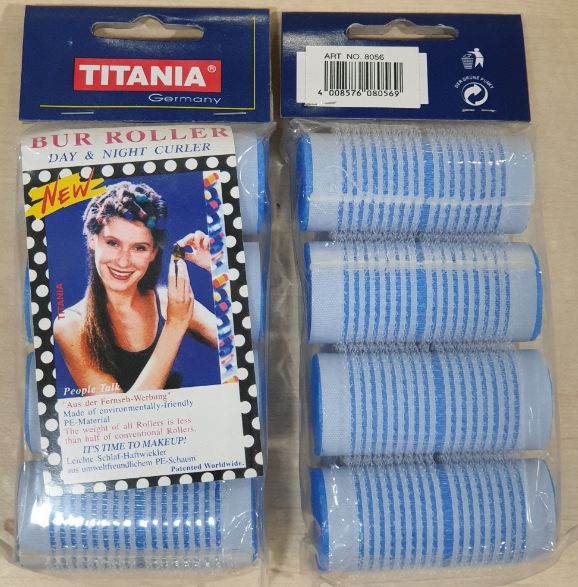 TITANIA®
Germany
BUR ROLLER
DAY & NIGHT CURLER
NEW
TITANIA
People Talk
"Aus der Fernseh-Werbung"
Made of environmentally-friendly
PE-Material
The weight of all Rollers is less
than half of conventional Rollers.
IT'S TIME TO MAKEUP!
Leichte Schlaf-Haftwickler
aus umweltfreundlichem PE-Schaum
Patented Worldwide.
ART NO. 8056
4 008576 080569
DER GRÜNE PUNKT